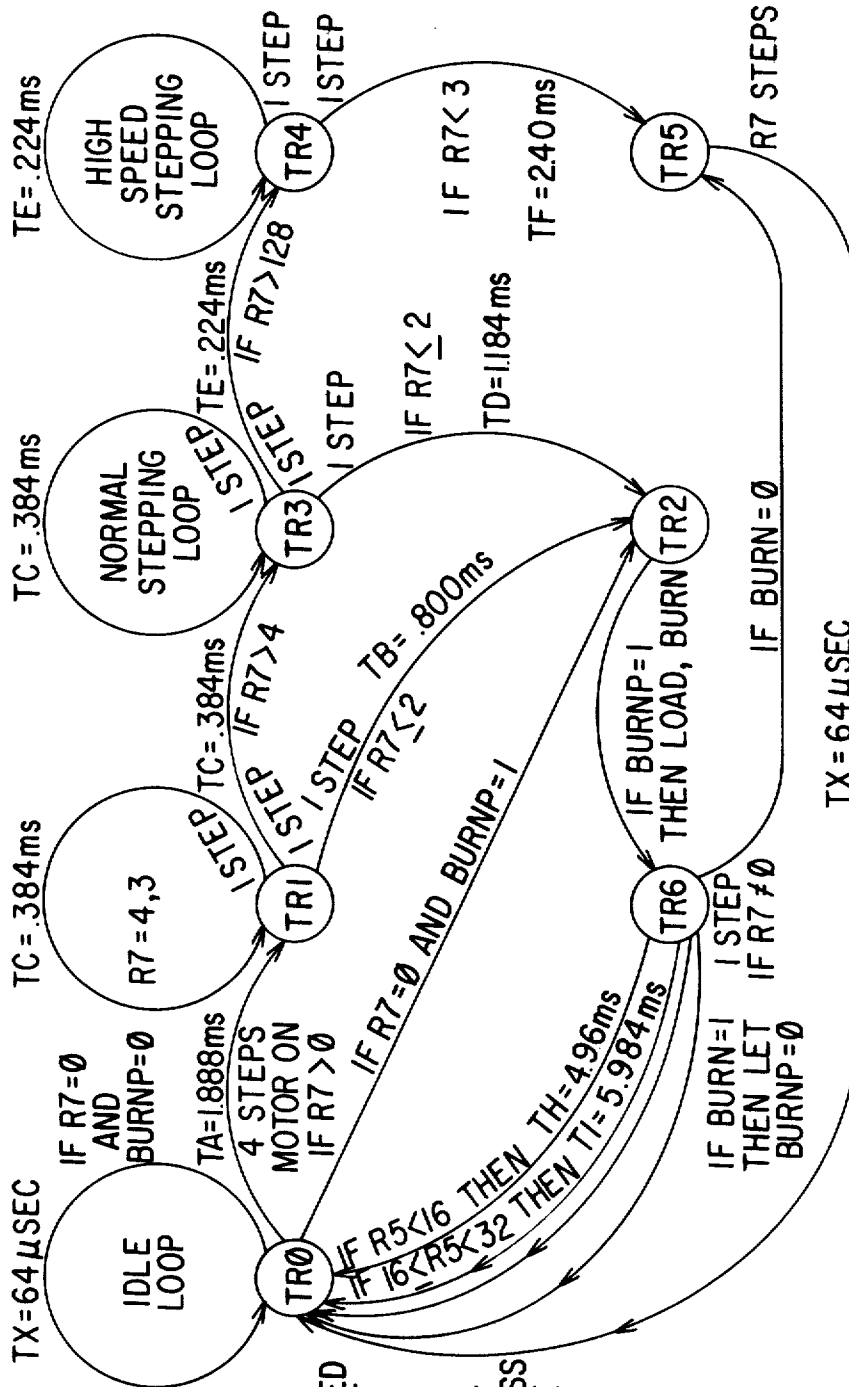 TX=64µSEC
IDLE
LOOP
IF R7=0̸
AND
BURNP=0̸
TC=.384ms
R7=4,3
TC=.384ms
NORMAL
STEPPING
LOOP
TE=.224ms
HIGH
SPEED
STEPPING
LOOP
TR0̸
TA=1.888ms
4 STEPS
MOTOR ON
IF R7>0̸
1 STEP
TR1
TC=.384ms
1 STEP
IF R7>4
1 STEP
TR3
TE=.224ms
1 STEP
IF R7>128
1 STEP
TR4
1 STEP
1 STEP
1 STEP
IF R7≤2
TB=.800ms
IF R7≤2
TD=1.184ms
IF R7<3
TF=2.40ms
IF R7=0̸ AND BURNP=1
IF R5<16 THEN TH=4.96ms
IF 16≤R5<32 THEN TI=5.984ms
TR6
IF BURNP=1
THEN LOAD, BURN
TR2
TR5
1 STEP
IF R7≠0̸
IF BURN=0̸
R7 STEPS
IF BURN=1
THEN LET
BURNP=0̸
TX=64µSEC